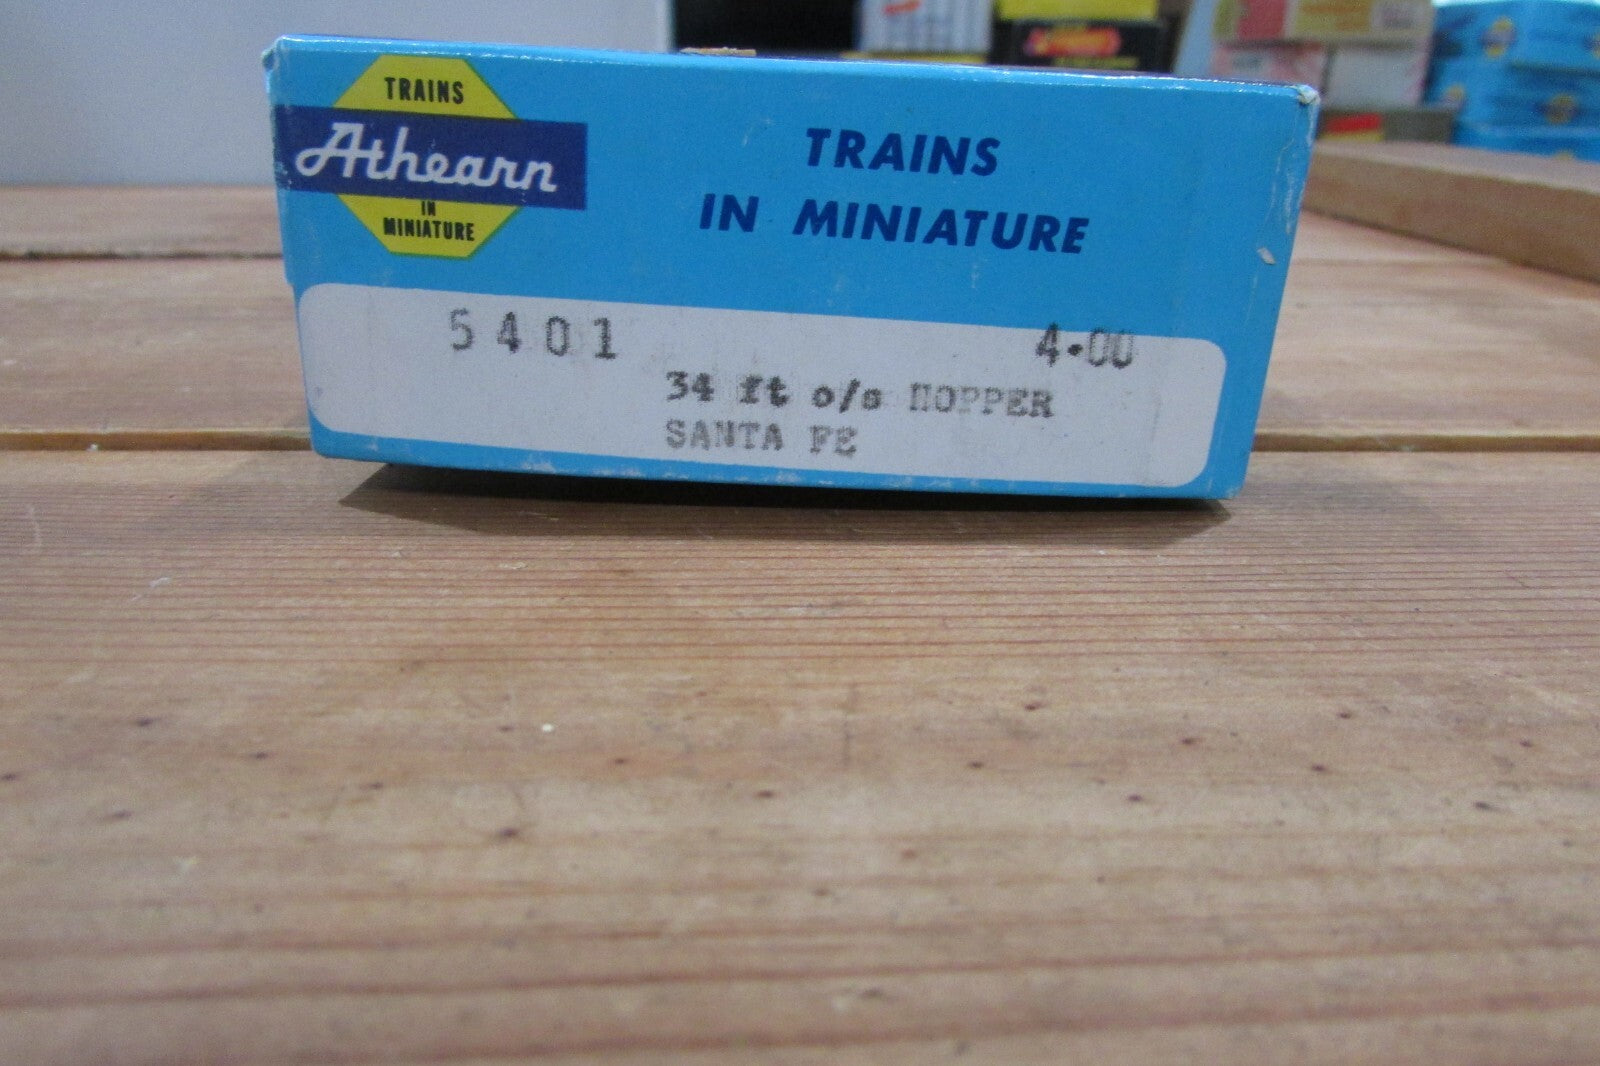 TRAINS
Athearn
IN
MINIATURE
TRAINS
IN MINIATURE
5401 4.00
34 ft o/s HOPPER
SANTA FE